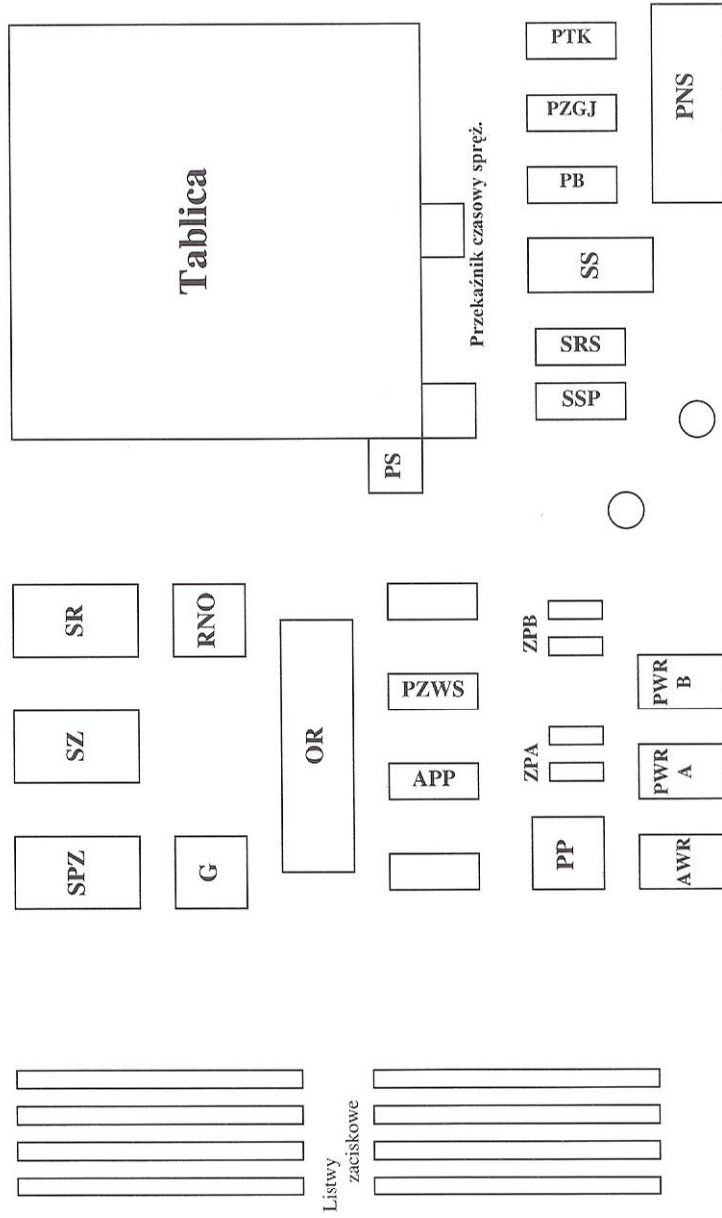 Tablica
Przekaźnik czasowy spręż.
PTK
PZGJ
PB
SS
SRS
SSP
PNS
PS
SR
SZ
SPZ
RNO
G
OR
PZWS
APP
ZPB
ZPA
PP
PWR
B
PWR
A
AWR
Listwy
zaciskowe